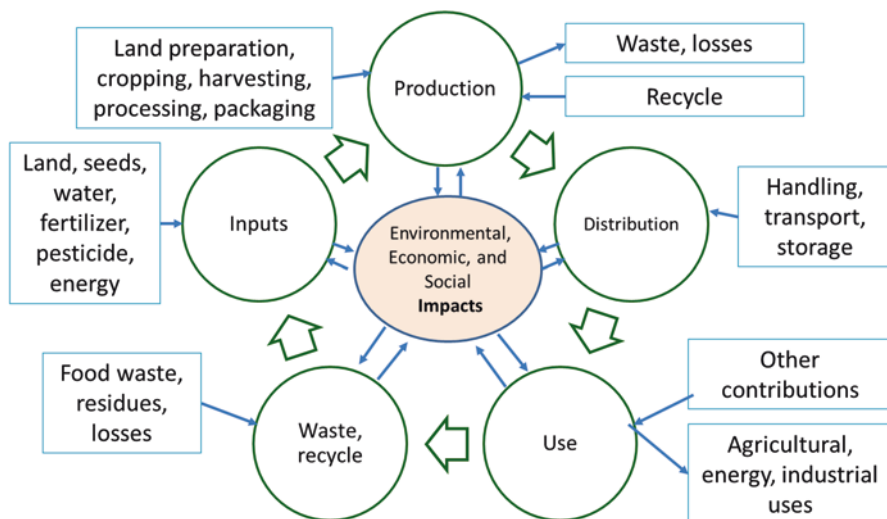 Land preparation,
cropping, harvesting,
processing, packaging
Production
Waste, losses
Recycle
Land, seeds,
water,
fertilizer,
pesticide,
energy
Inputs
Environmental,
Economic, and
Social
Impacts
Distribution
Handling,
transport,
storage
Food waste,
residues,
losses
Waste,
recycle
Use
Other
contributions
Agricultural,
energy, industrial
uses